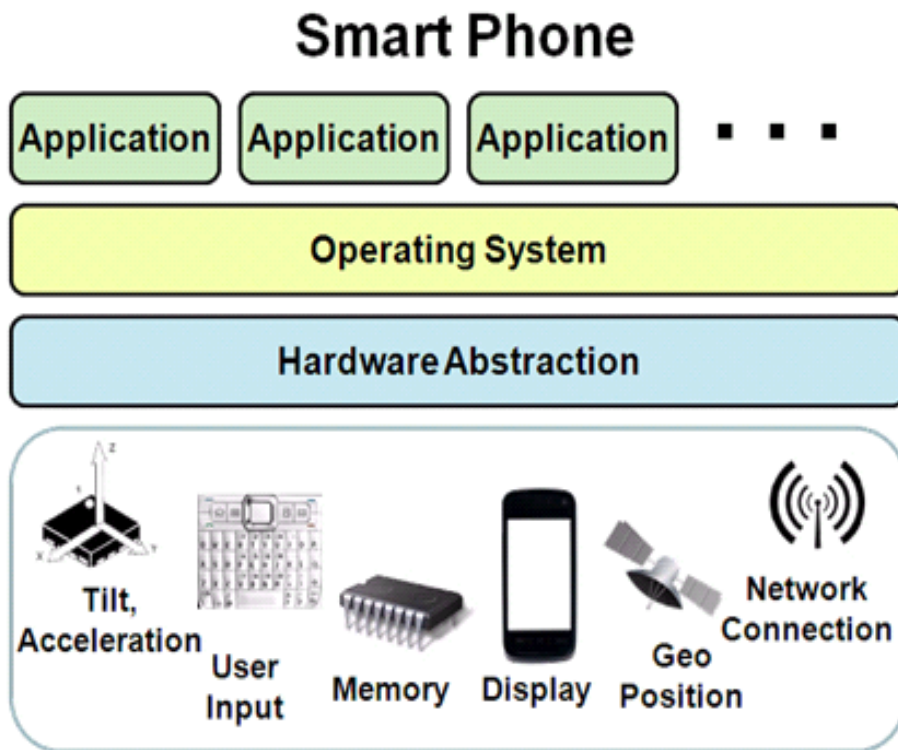 Smart Phone
Application Application Application . . .
Operating System
Hardware Abstraction
Z
Y
X Y
Tilt,
Acceleration
User
Input
Memory
Display
Geo
Position
Network
Connection